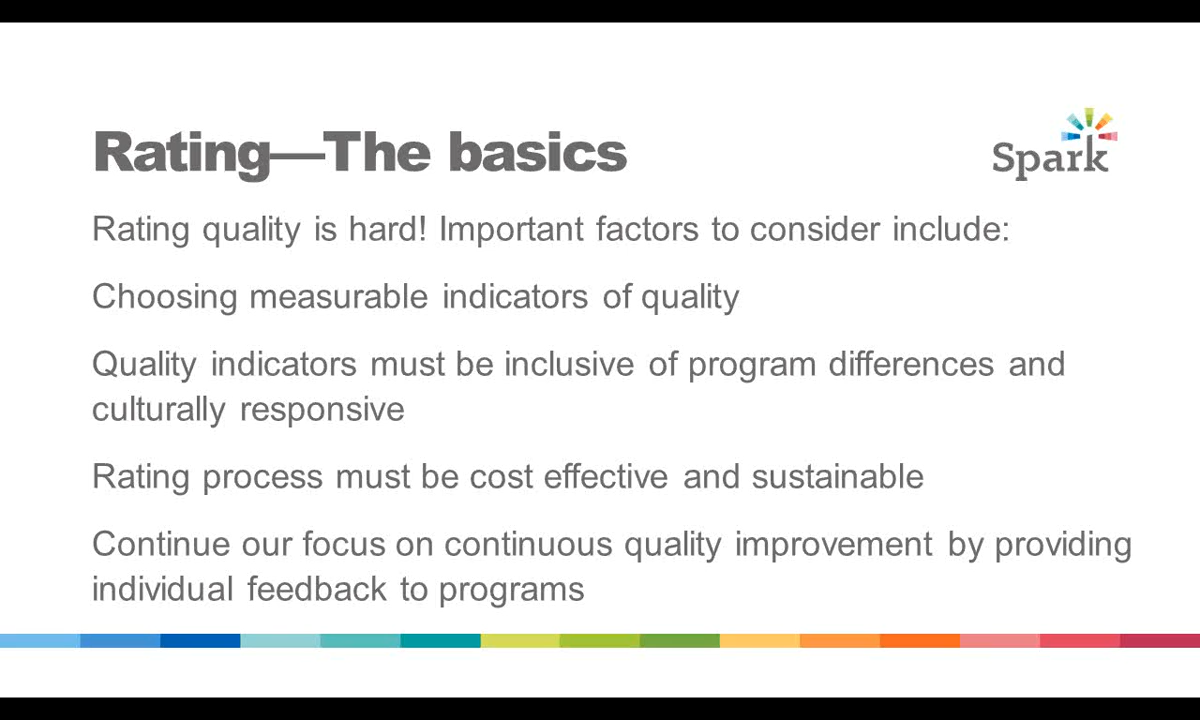 Rating—The basics
Spark
Rating quality is hard! Important factors to consider include:
Choosing measurable indicators of quality
Quality indicators must be inclusive of program differences and
culturally responsive
Rating process must be cost effective and sustainable
Continue our focus on continuous quality improvement by providing
individual feedback to programs